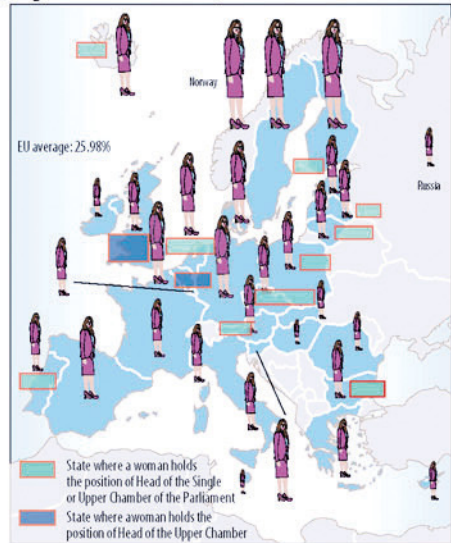 Norway
EU average: 25.98%
Russia
State where a woman holds
the position of Head of the Single
or Upper Chamber of the Parliament
State where awoman holds the
position of Head of the Upper Chamber